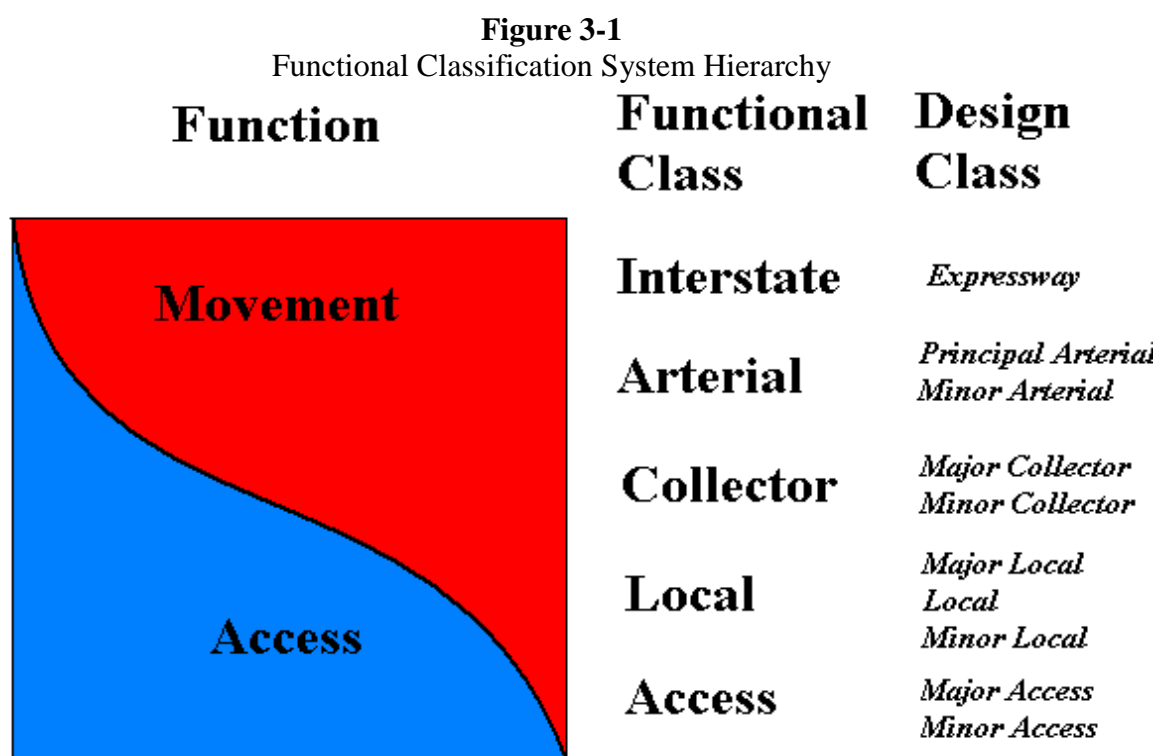 Figure 3-1
Functional Classification System Hierarchy
Function
Functional
Class
Design
Class
Movement
Access
Interstate
Expressway
Arterial
Principal Arterial
Minor Arterial
Collector
Major Collector
Minor Collector
Local
Major Local
Local
Minor Local
Access
Major Access
Minor Access